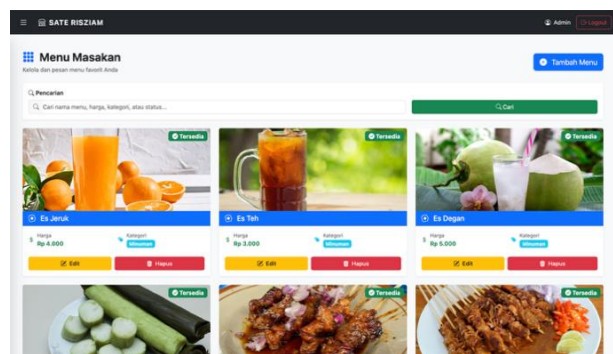 SATE RISZIAM
Admin
Logout
Menu Masakan
Kelola dan pesan menu favorit Anda
Tambah Menu
Pencarian
Cari nama menu, harga, kategori, atau status...
Cari
Tersedia
Tersedia
Tersedia
Es Jeruk
Es Teh
Es Degan
Harga
Rp 4.000
Kategori
Minuman
Harga
Rp 3.000
Kategori
Minuman
Harga
Rp 5.000
Kategori
Minuman
Edit
Hapus
Edit
Hapus
Edit
Hapus
Tersedia
Tersedia
Tersedia